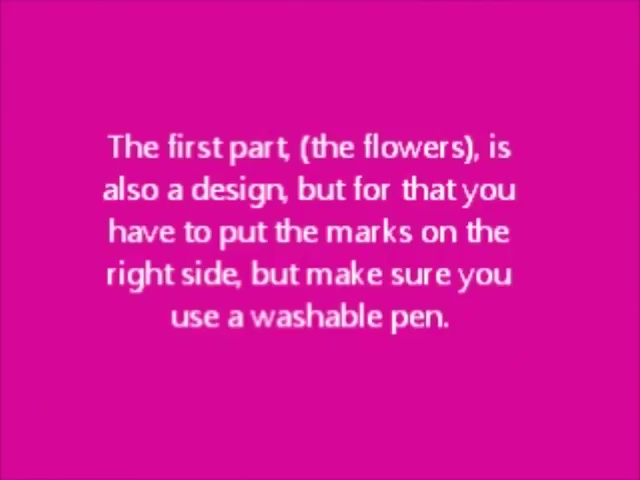 The first part, (the flowers), is
also a design, but for that you
have to put the marks on the
right side, but make sure you
use a washable pen.